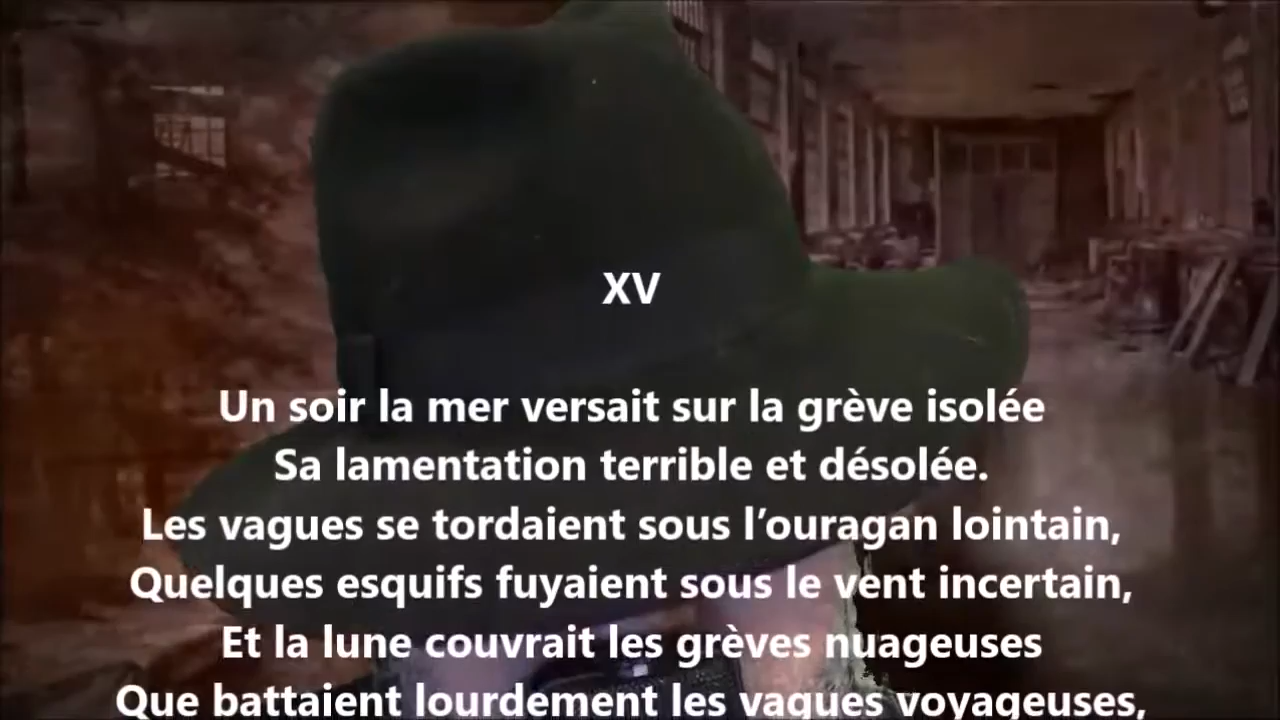 XV
Un soir la mer versait sur la grève isolée
Sa lamentation terrible et désolée.
Les vagues se tordaient sous l’ouragan lointain,
Quelques esquifs fuyaient sous le vent incertain,
Et la lune couvrait les grèves nuageuses
Que battaient lourdement les vagues voyageuses,